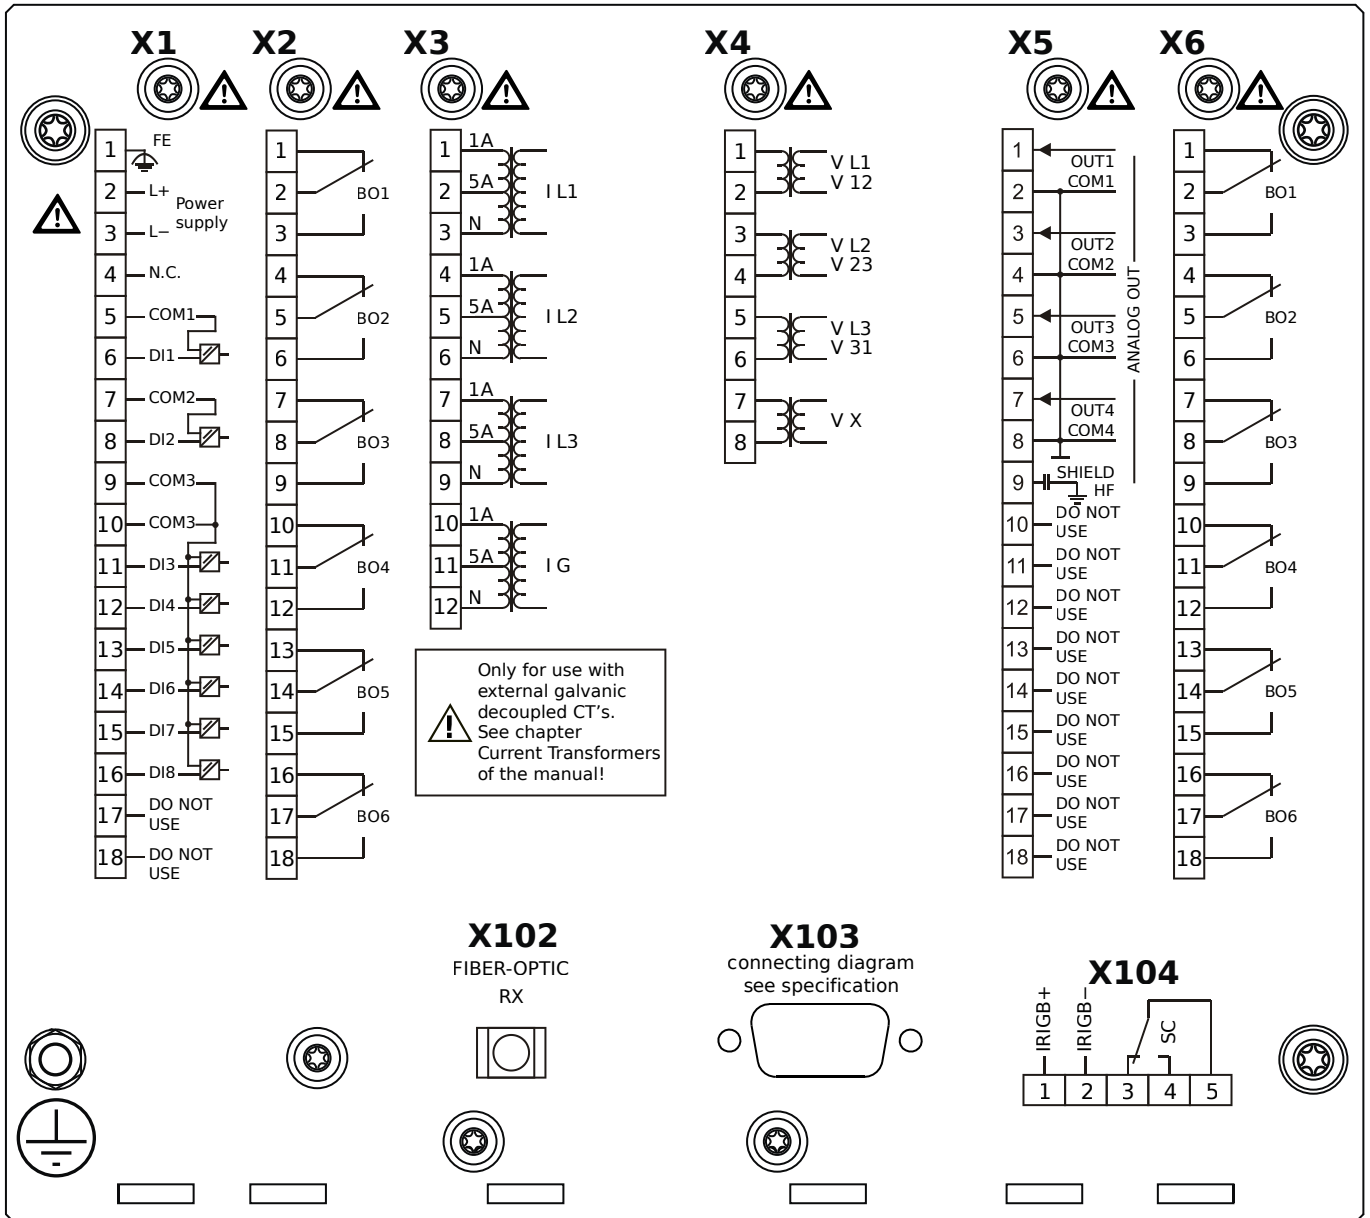 X1 X2 X3 X4 X5 X6
1 FE
2 L+ Power
supply
3 L−
4 N.C.
5 COM1
6 DI1
7 COM2
8 DI2
9 COM3
10 COM3
11 DI3
12 DI4
13 DI5
14 DI6
15 DI7
16 DI8
17 DO NOT
USE
18 DO NOT
USE
1
2 BO1
3
4
5 BO2
6
7
8 BO3
9
10
11 BO4
12
13
14 BO5
15
16
17 BO6
18
1 1A
2 5A I L1
3 N
4 1A
5 5A I L2
6 N
7 1A
8 5A I L3
9 N
10 1A
11 5A I G
12 N
Only for use with
external galvanic
decoupled CT's.
See chapter
Current Transformers
of the manual!
1 V L1
2 V 12
3 V L2
4 V 23
5 V L3
6 V 31
7 V X
8
1 OUT1
2 COM1
3 OUT2
4 COM2
5 OUT3
6 COM3
7 OUT4
8 COM4
ANALOG OUT
9 SHIELD
HF
10 DO NOT
USE
11 DO NOT
USE
12 DO NOT
USE
13 DO NOT
USE
14 DO NOT
USE
15 DO NOT
USE
16 DO NOT
USE
17 DO NOT
USE
18 DO NOT
USE
1
2 BO1
3
4
5 BO2
6
7
8 BO3
9
10
11 BO4
12
13
14 BO5
15
16
17 BO6
18
X102
FIBER-OPTIC
RX
X103
connecting diagram
see specification
X104
IRIGB+
IRIGB−
SC
1 2 3 4 5